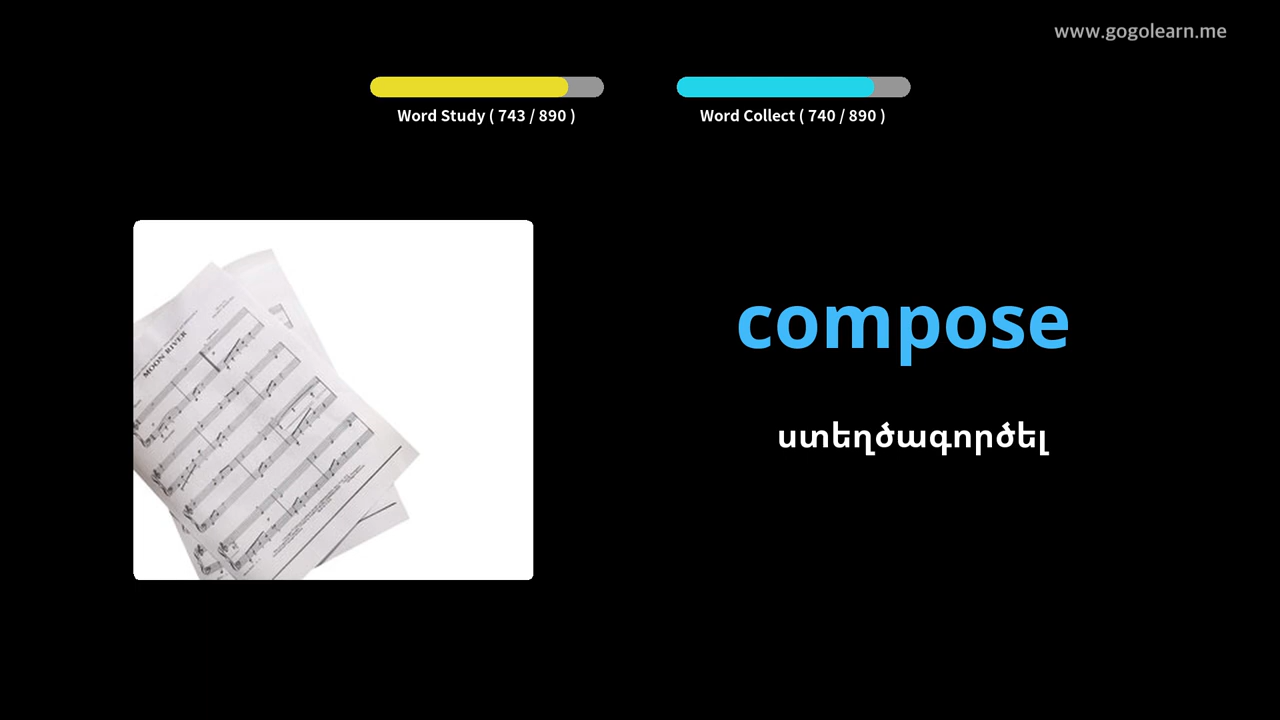 www.gogolearn.me
Word Study ( 743 / 890 )
Word Collect ( 740 / 890 )
MOON RIVER
compose
ստեղծագործել